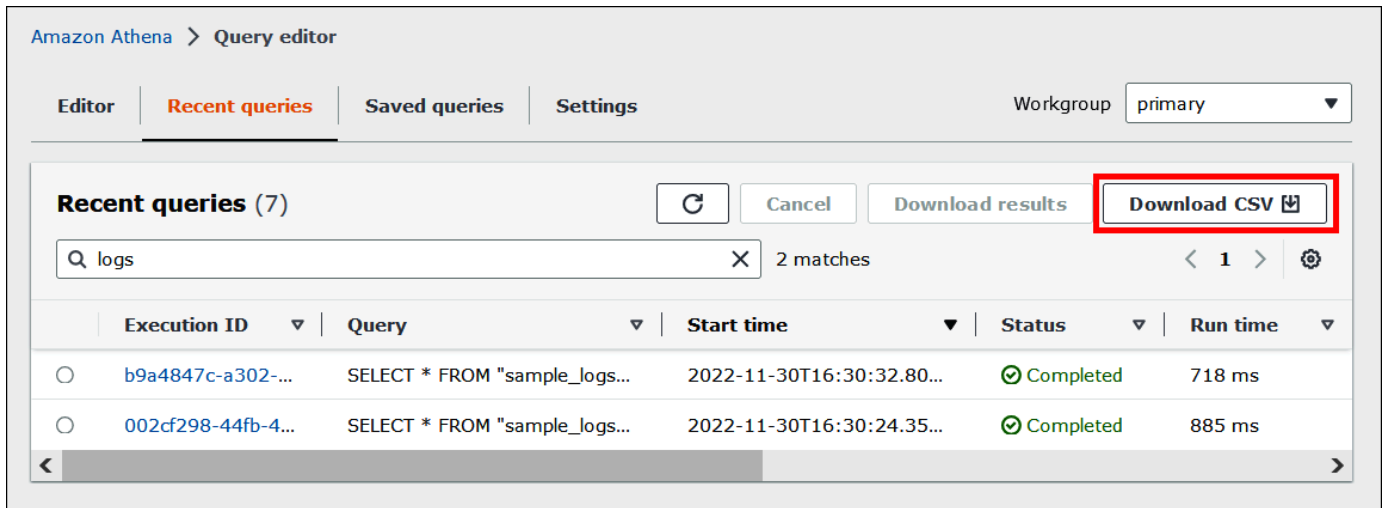 Amazon Athena > Query editor
Editor Recent queries Saved queries Settings Workgroup primary
Recent queries (7) Cancel Download results Download CSV
logs 2 matches < 1 >
Execution ID Query Start time Status Run time
b9a4847c-a302-... SELECT * FROM "sample_logs... 2022-11-30T16:30:32.80... Completed 718 ms
002cf298-44fb-4... SELECT * FROM "sample_logs... 2022-11-30T16:30:24.35... Completed 885 ms